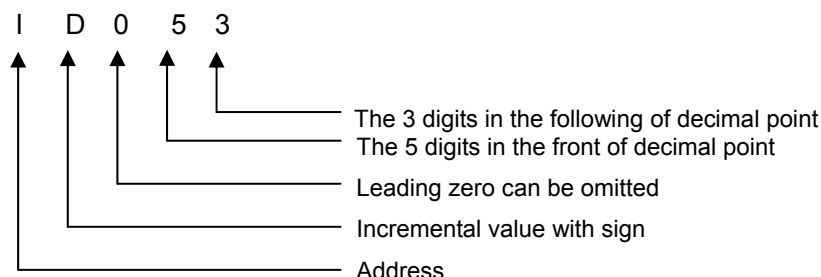 I D 0 5 3
The 3 digits in the following of decimal point
The 5 digits in the front of decimal point
Leading zero can be omitted
Incremental value with sign
Address